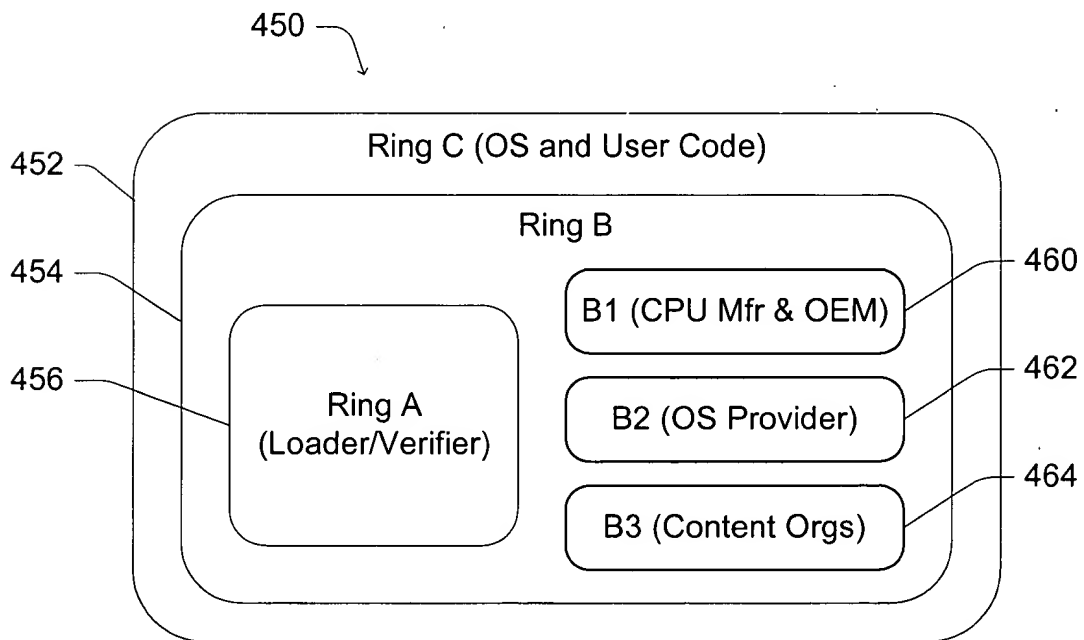 450
452
Ring C (OS and User Code)
454
Ring B
460
B1 (CPU Mfr & OEM)
456
Ring A
(Loader/Verifier)
462
B2 (OS Provider)
464
B3 (Content Orgs)